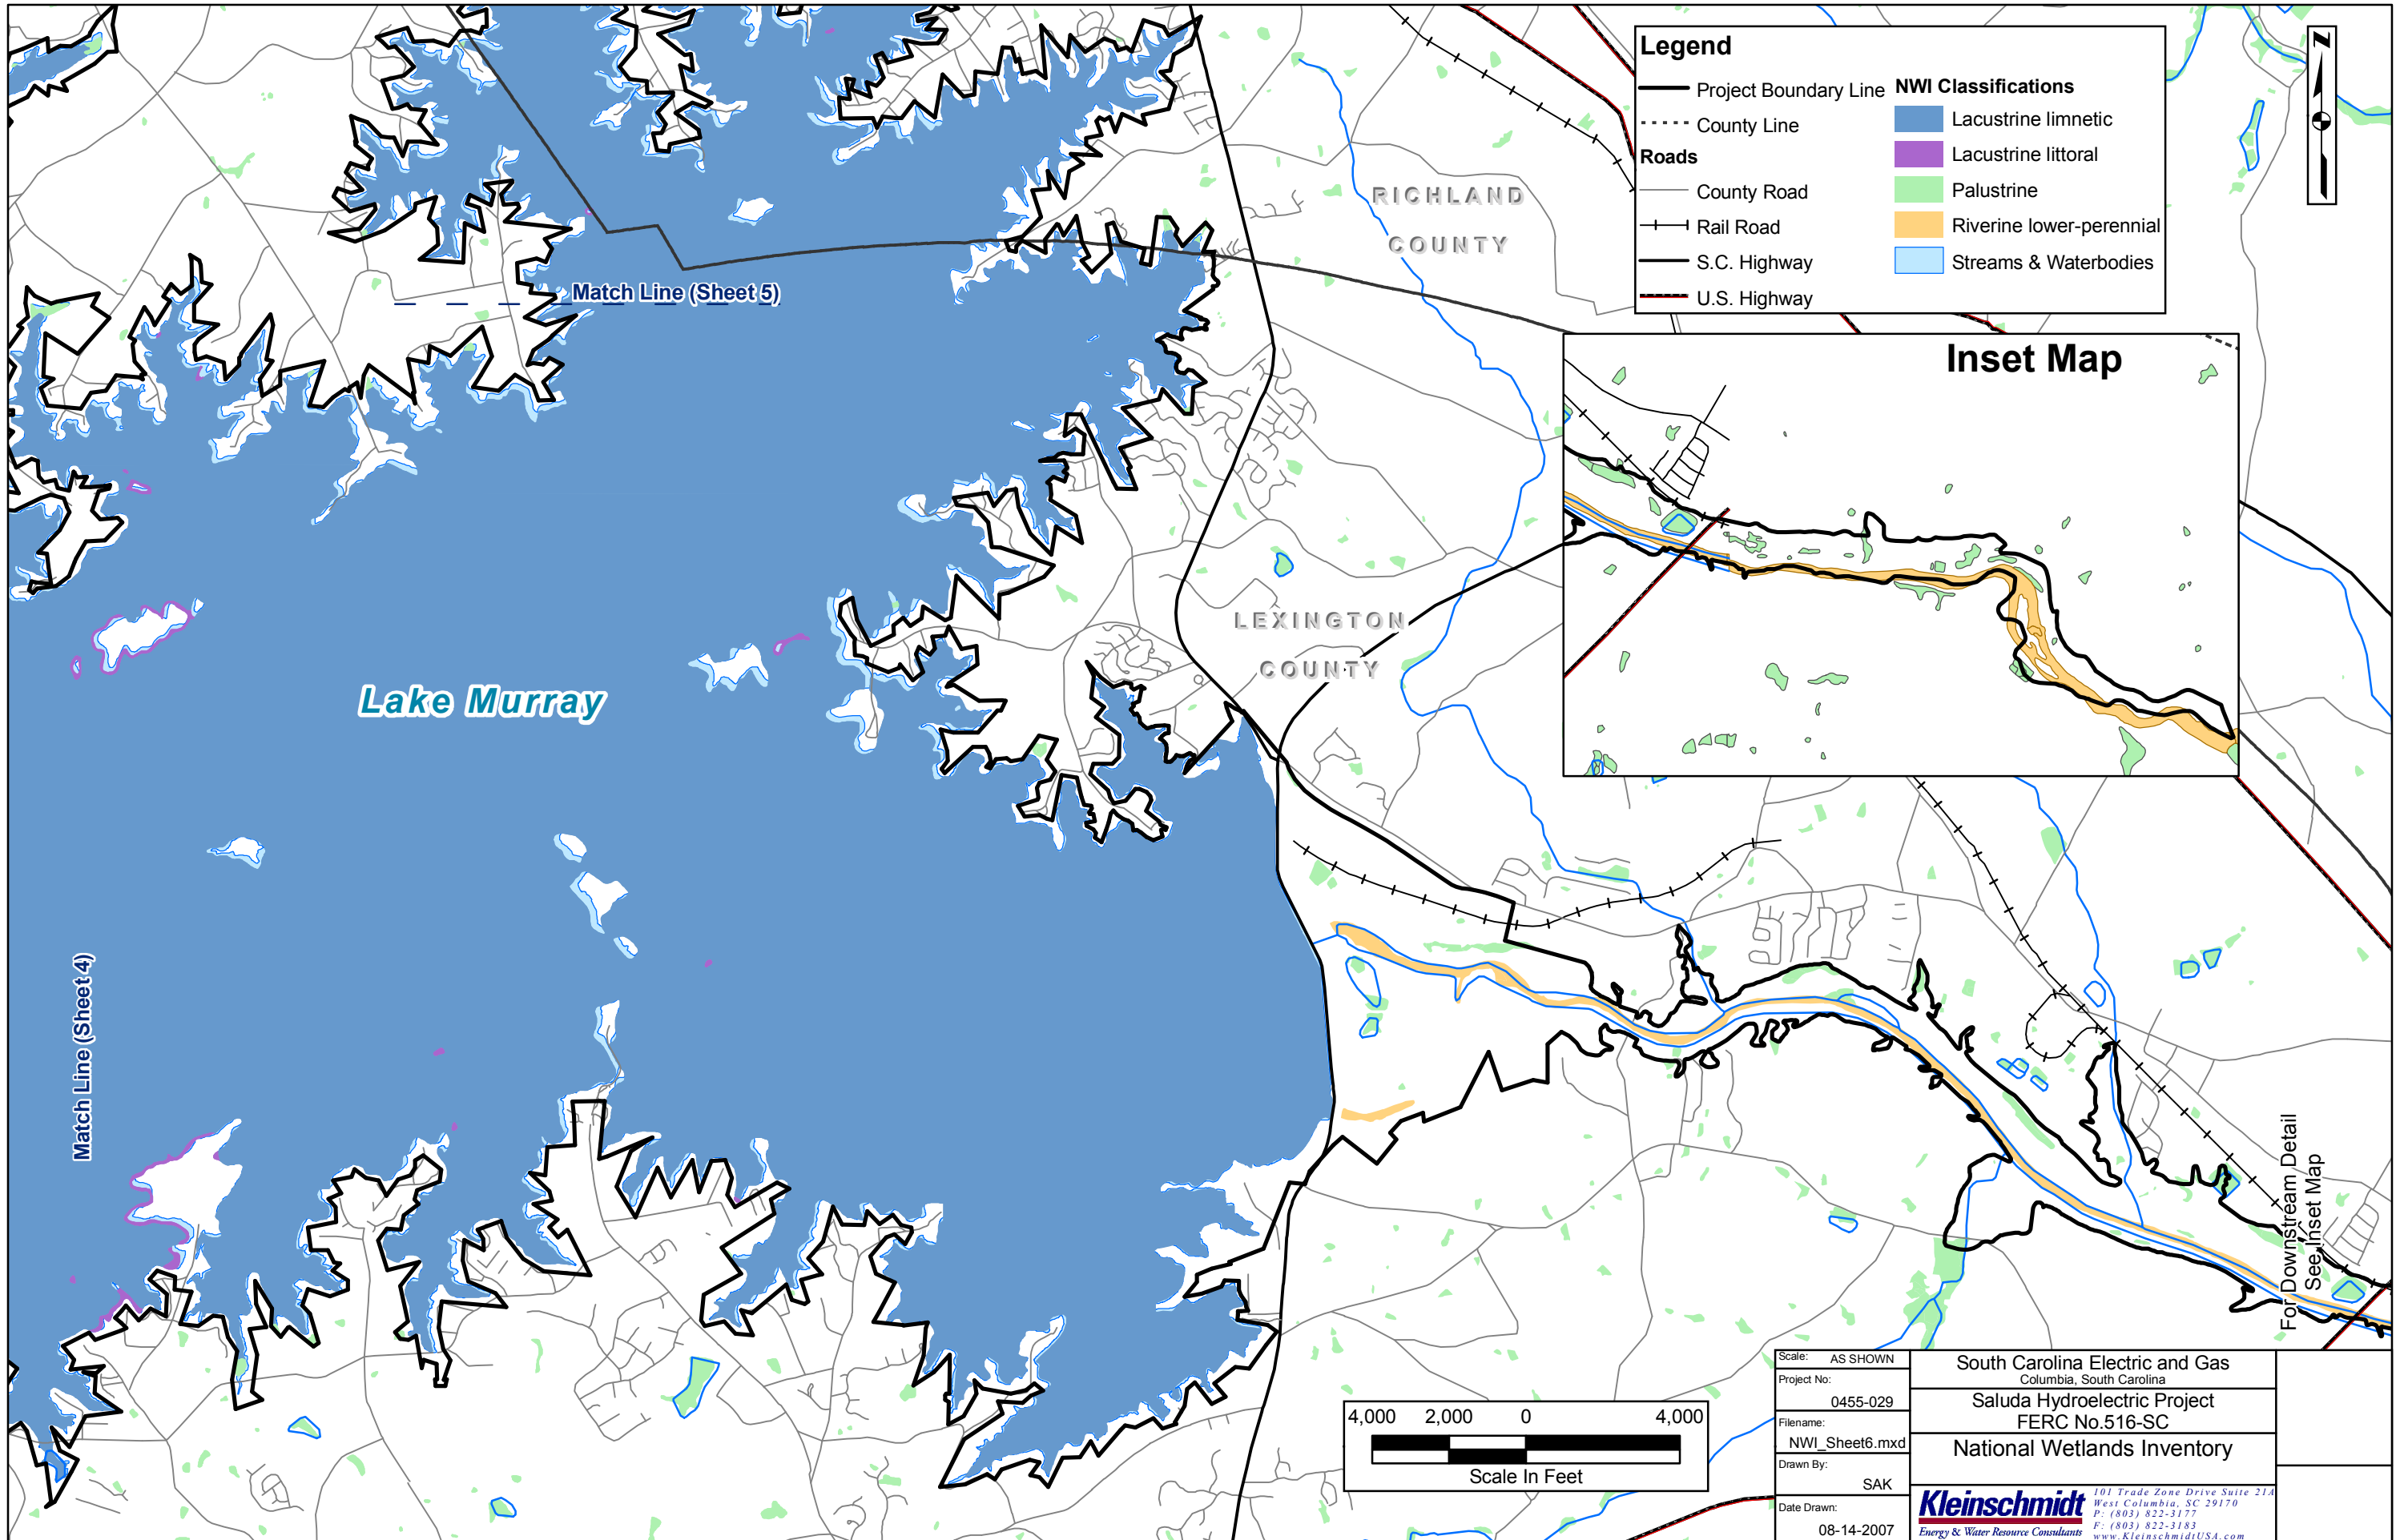 Legend
Project Boundary Line
County Line
Roads
County Road
Rail Road
S.C. Highway
U.S. Highway
NWI Classifications
Lacustrine limnetic
Lacustrine littoral
Palustrine
Riverine lower-perennial
Streams & Waterbodies
N
RICHLAND
COUNTY
Match Line (Sheet 5)
Inset Map
LEXINGTON
COUNTY
Lake Murray
Match Line (Sheet 4)
For Downstream Detail
See Inset Map
4,000 2,000 0 4,000
Scale In Feet
Scale: AS SHOWN
Project No:
0455-029
Filename:
NWI_Sheet6.mxd
Drawn By:
SAK
Date Drawn:
08-14-2007
South Carolina Electric and Gas
Columbia, South Carolina
Saluda Hydroelectric Project
FERC No.516-SC
National Wetlands Inventory
Kleinschmidt
Energy & Water Resource Consultants
101 Trade Zone Drive Suite 21A
West Columbia, SC 29170
P: (803) 822-3177
F: (803) 822-3183
www.KleinschmidtUSA.com